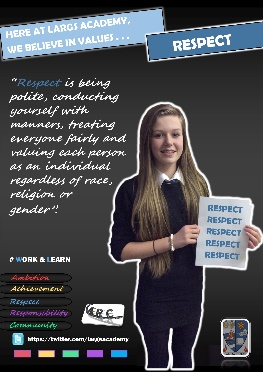 HERE AT LARGS ACADEMY,
WE BELIEVE IN VALUES . . .
RESPECT
"Respect is being
polite, conducting
yourself with
manners, treating
everyone fairly and
valuing each person
as an individual
regardless of race,
religion or
gender"!
RESPECT
RESPECT
RESPECT
RESPECT
RESPECT
# WORK & LEARN
Ambition
Achievement
Respect
Responsibility
Community
https://twitter.com/largsacademy